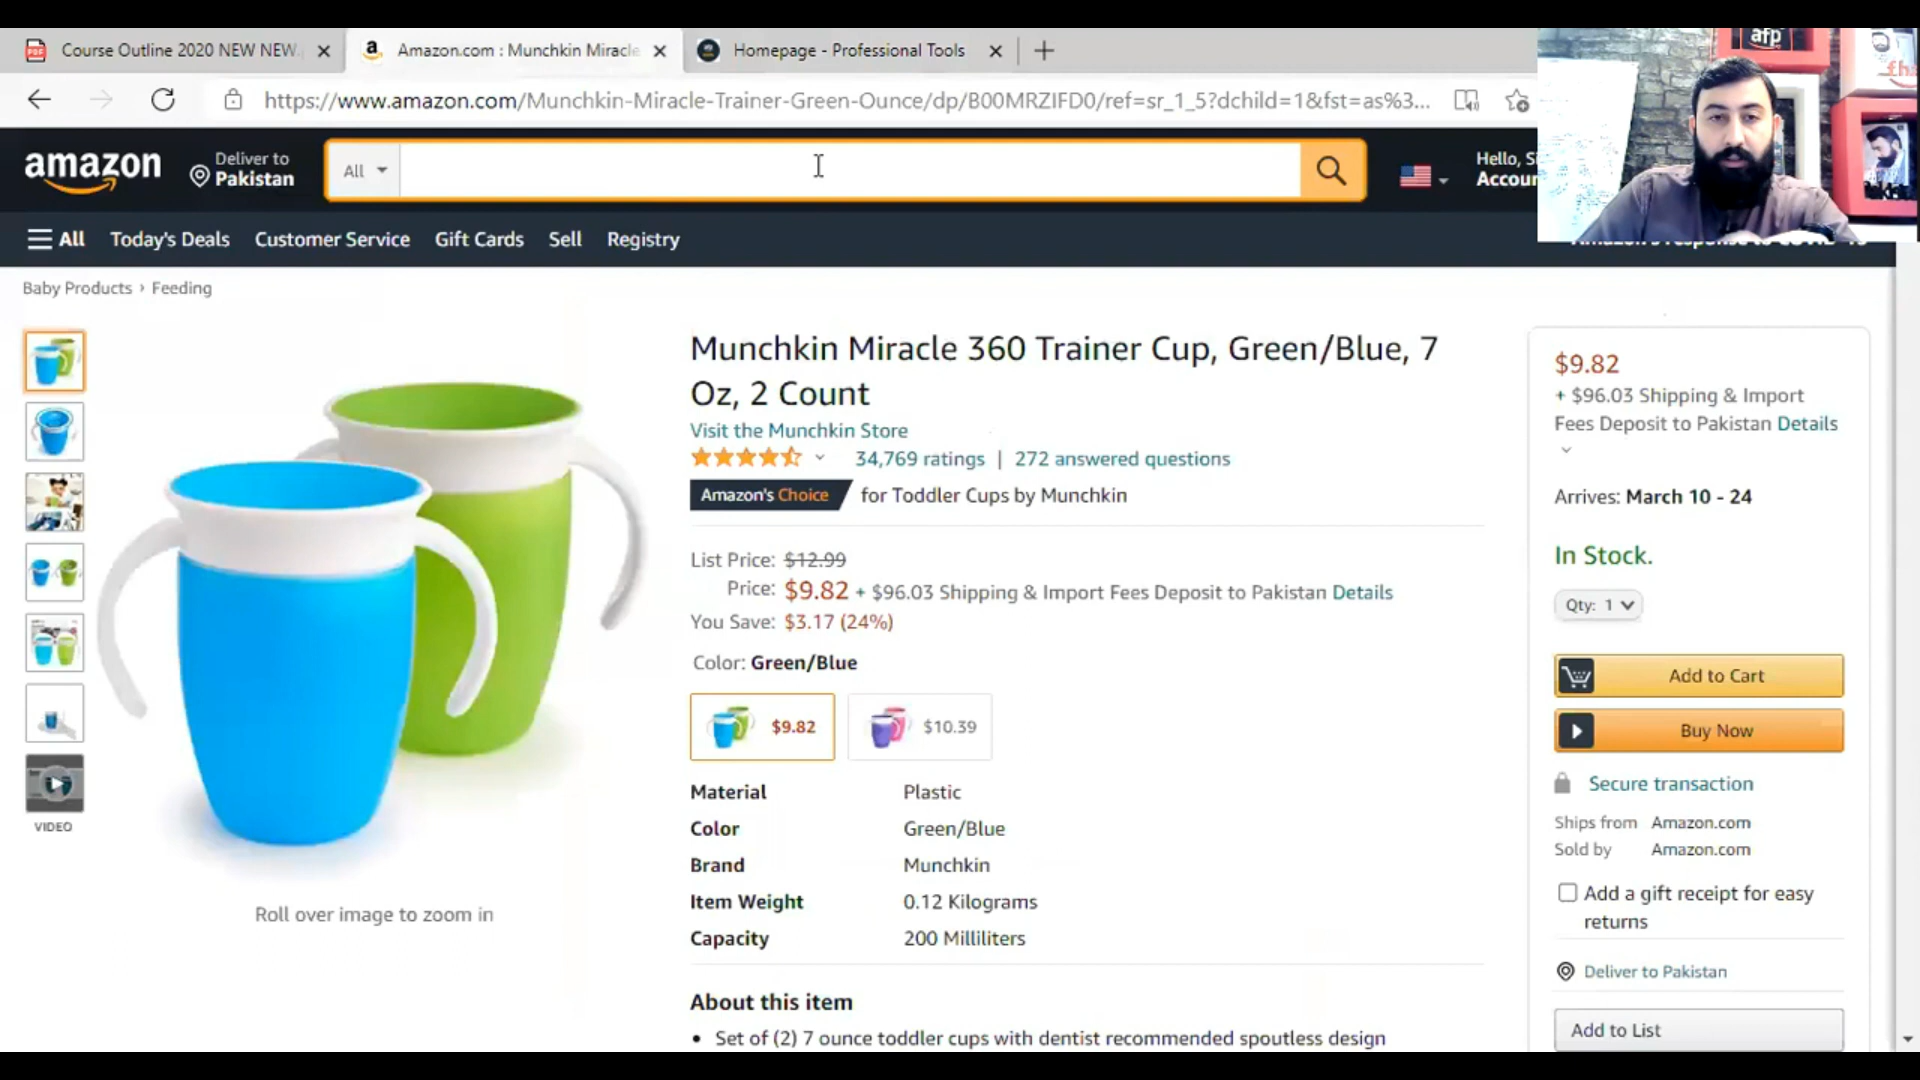 Course Outline 2020 NEW NEW.
Amazon.com : Munchkin Miracle
Homepage - Professional Tools
https://www.amazon.com/Munchkin-Miracle-Trainer-Green-Ounce/dp/B00MRZIFD0/ref=sr_1_5?dchild=1&fst=as%3...
afp
amazon
Deliver to
Pakistan
All
Hello, S
Accou
All
Today's Deals
Customer Service
Gift Cards
Sell
Registry
Amazon's response to COVID-19
Baby Products › Feeding
VIDEO
Roll over image to zoom in
Munchkin Miracle 360 Trainer Cup, Green/Blue, 7
Oz, 2 Count
Visit the Munchkin Store
34,769 ratings | 272 answered questions
Amazon's Choice for Toddler Cups by Munchkin
List Price: $12.99
Price: $9.82 + $96.03 Shipping & Import Fees Deposit to Pakistan Details
You Save: $3.17 (24%)
Color: Green/Blue
$9.82
$10.39
Material Plastic
Color Green/Blue
Brand Munchkin
Item Weight 0.12 Kilograms
Capacity 200 Milliliters
About this item
• Set of (2) 7 ounce toddler cups with dentist recommended spoutless design
$9.82
+ $96.03 Shipping & Import
Fees Deposit to Pakistan Details
Arrives: March 10 - 24
In Stock.
Qty: 1
Add to Cart
Buy Now
Secure transaction
Ships from Amazon.com
Sold by Amazon.com
Add a gift receipt for easy
returns
Deliver to Pakistan
Add to List